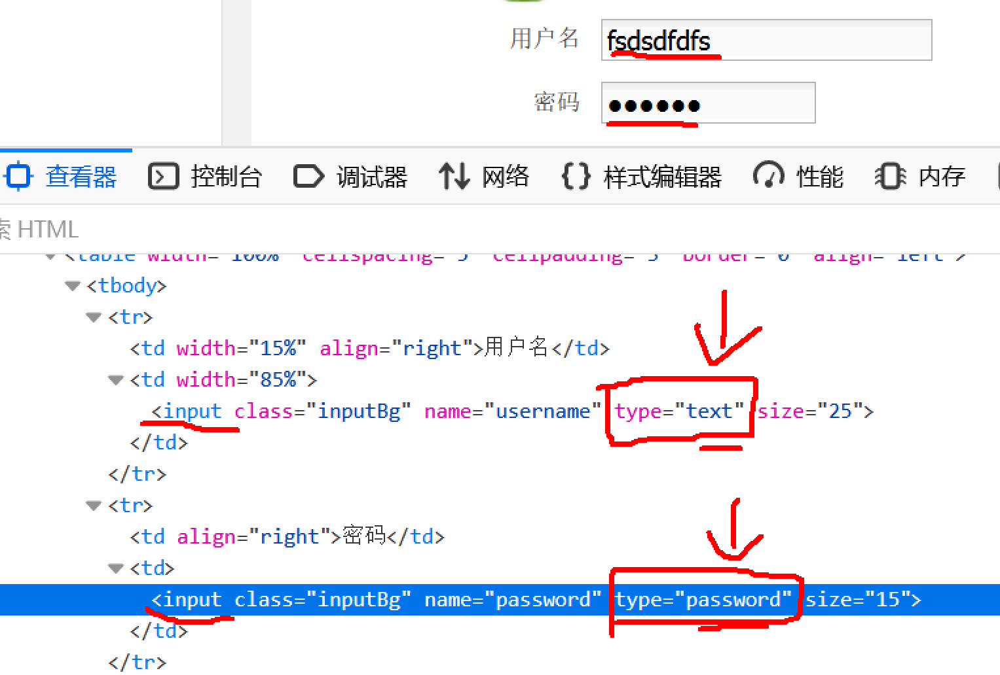 用户名 fsdsdfdfs
密码 ●●●●●●
查看器 控制台 调试器 网络 样式编辑器 性能 内存
索 HTML
<table width="100%" cellspacing="5" cellpadding="5" border="0" align="left">
<tbody>
<tr>
<td width="15%" align="right">用户名</td>
<td width="85%">
<input class="inputBg" name="username" type="text" size="25">
</td>
</tr>
<tr>
<td align="right">密码</td>
<td>
<input class="inputBg" name="password" type="password" size="15">
</td>
</tr>